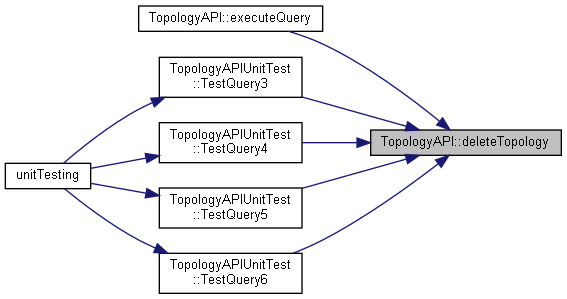 TopologyAPI::executeQuery
TopologyAPIUnitTest
::TestQuery3
TopologyAPIUnitTest
::TestQuery4
TopologyAPI::deleteTopology
unitTesting
TopologyAPIUnitTest
::TestQuery5
TopologyAPIUnitTest
::TestQuery6